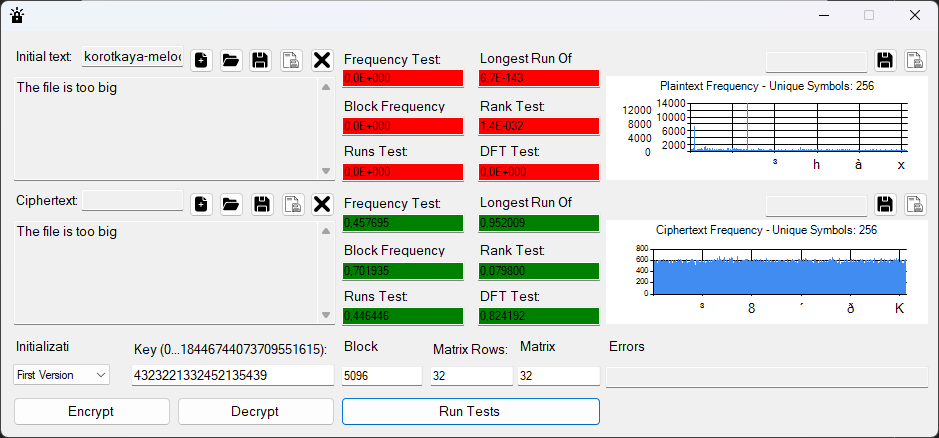 Initial text:
korotkaya-meloc
The file is too big
Frequency Test:
0,0E+000
Longest Run Of
6,7E-143
Block Frequency
0,0E+000
Rank Test:
1,4E-032
Runs Test:
0,0E+000
DFT Test:
0,0E+000
Plaintext Frequency - Unique Symbols: 256
14000
12000
10000
8000
6000
4000
2000
0
³ h à x
Ciphertext:
The file is too big
Frequency Test:
0,457695
Longest Run Of
0,952009
Block Frequency
0,701935
Rank Test:
0,079800
Runs Test:
0,446446
DFT Test:
0,824192
Ciphertext Frequency - Unique Symbols: 256
800
600
400
200
0
ð K
Initializati
First Version
Key (0...18446744073709551615):
4323221332452135439
Block
5096
Matrix Rows:
32
Matrix
32
Errors
Encrypt
Decrypt
Run Tests